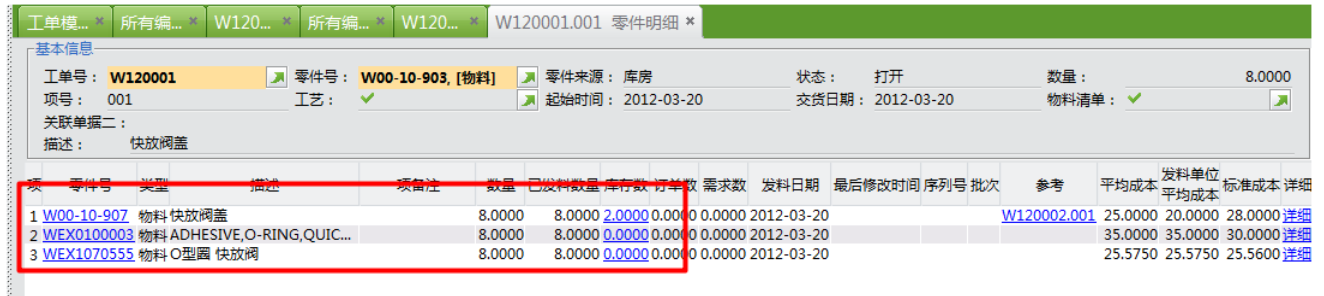 工单模... × 所有编... × W120... × 所有编... × W120... × W120001.001 零件明细 ×
基本信息
工单号： W120001 零件号： W00-10-903, [物料] 零件来源： 库房 状态： 打开 数量： 8.0000
项号： 001 工艺： ✔ 起始时间： 2012-03-20 交货日期： 2012-03-20 物料清单： ✔
关联单据二：
描述： 快放阀盖
项 零件号 类型 描述 项备注 数量 已发料数量 库存数 订单数 需求数 发料日期 最后修改时间 序列号 批次 参考 平均成本 发料单位平均成本 标准成本 详细
1 W00-10-907 物料 快放阀盖 8.0000 8.0000 2.0000 0.0000 0.0000 2012-03-20 W120002.001 25.0000 20.0000 28.0000 详细
2 WEX0100003 物料 ADHESIVE,O-RING,QUIC... 8.0000 8.0000 0.0000 0.0000 0.0000 2012-03-20 35.0000 35.0000 30.0000 详细
3 WEX1070555 物料 O型圈 快放阀 8.0000 8.0000 0.0000 0.0000 0.0000 2012-03-20 25.5750 25.5750 25.5600 详细